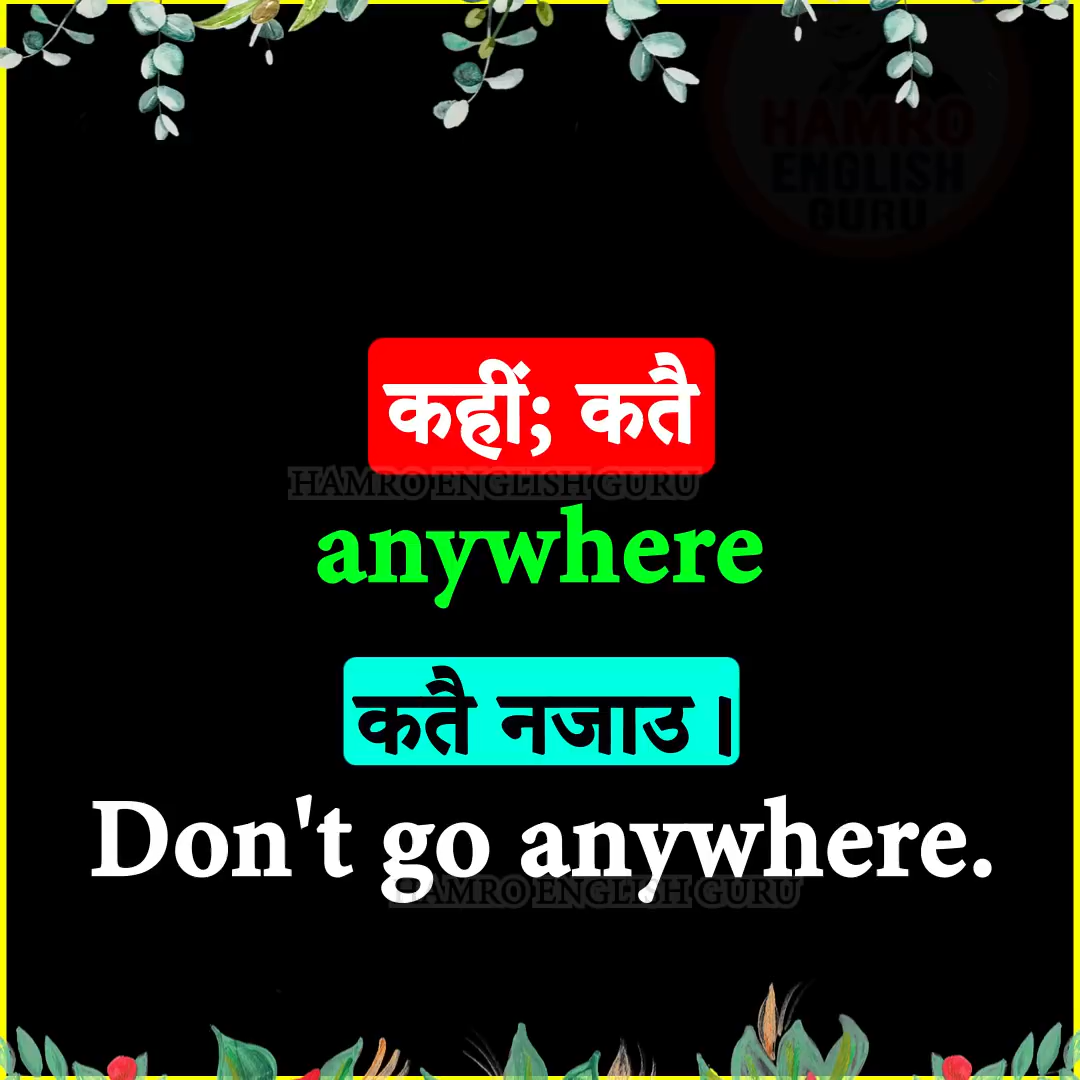 HAMRO
ENGLISH
GURU
कहीं; कतै
HAMRO ENGLISH GURU
anywhere
कतै नजाउ ।
Don't go anywhere.
HAMRO ENGLISH GURU